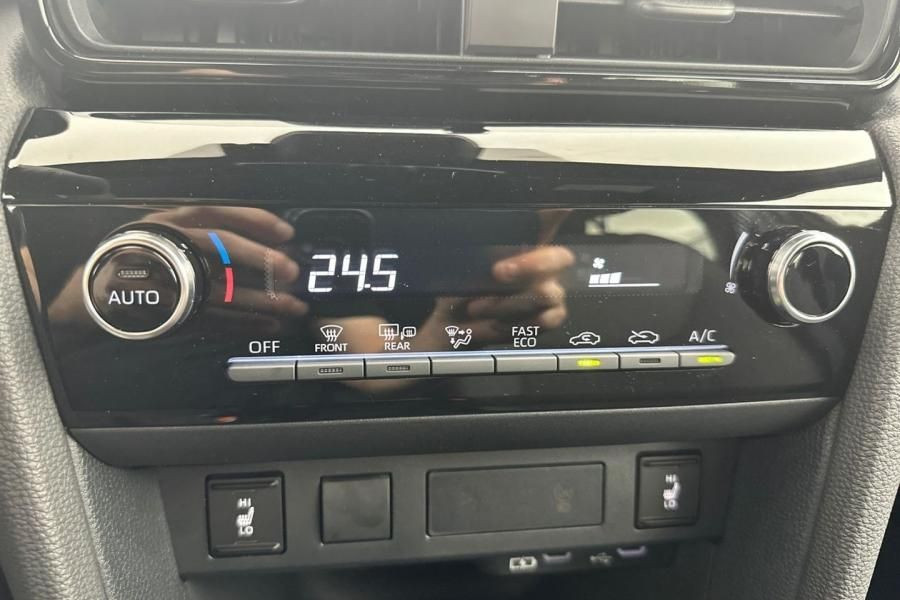 24.5
AUTO
OFF
FRONT
REAR
FAST
ECO
A/C
HI
LO
HI
LO